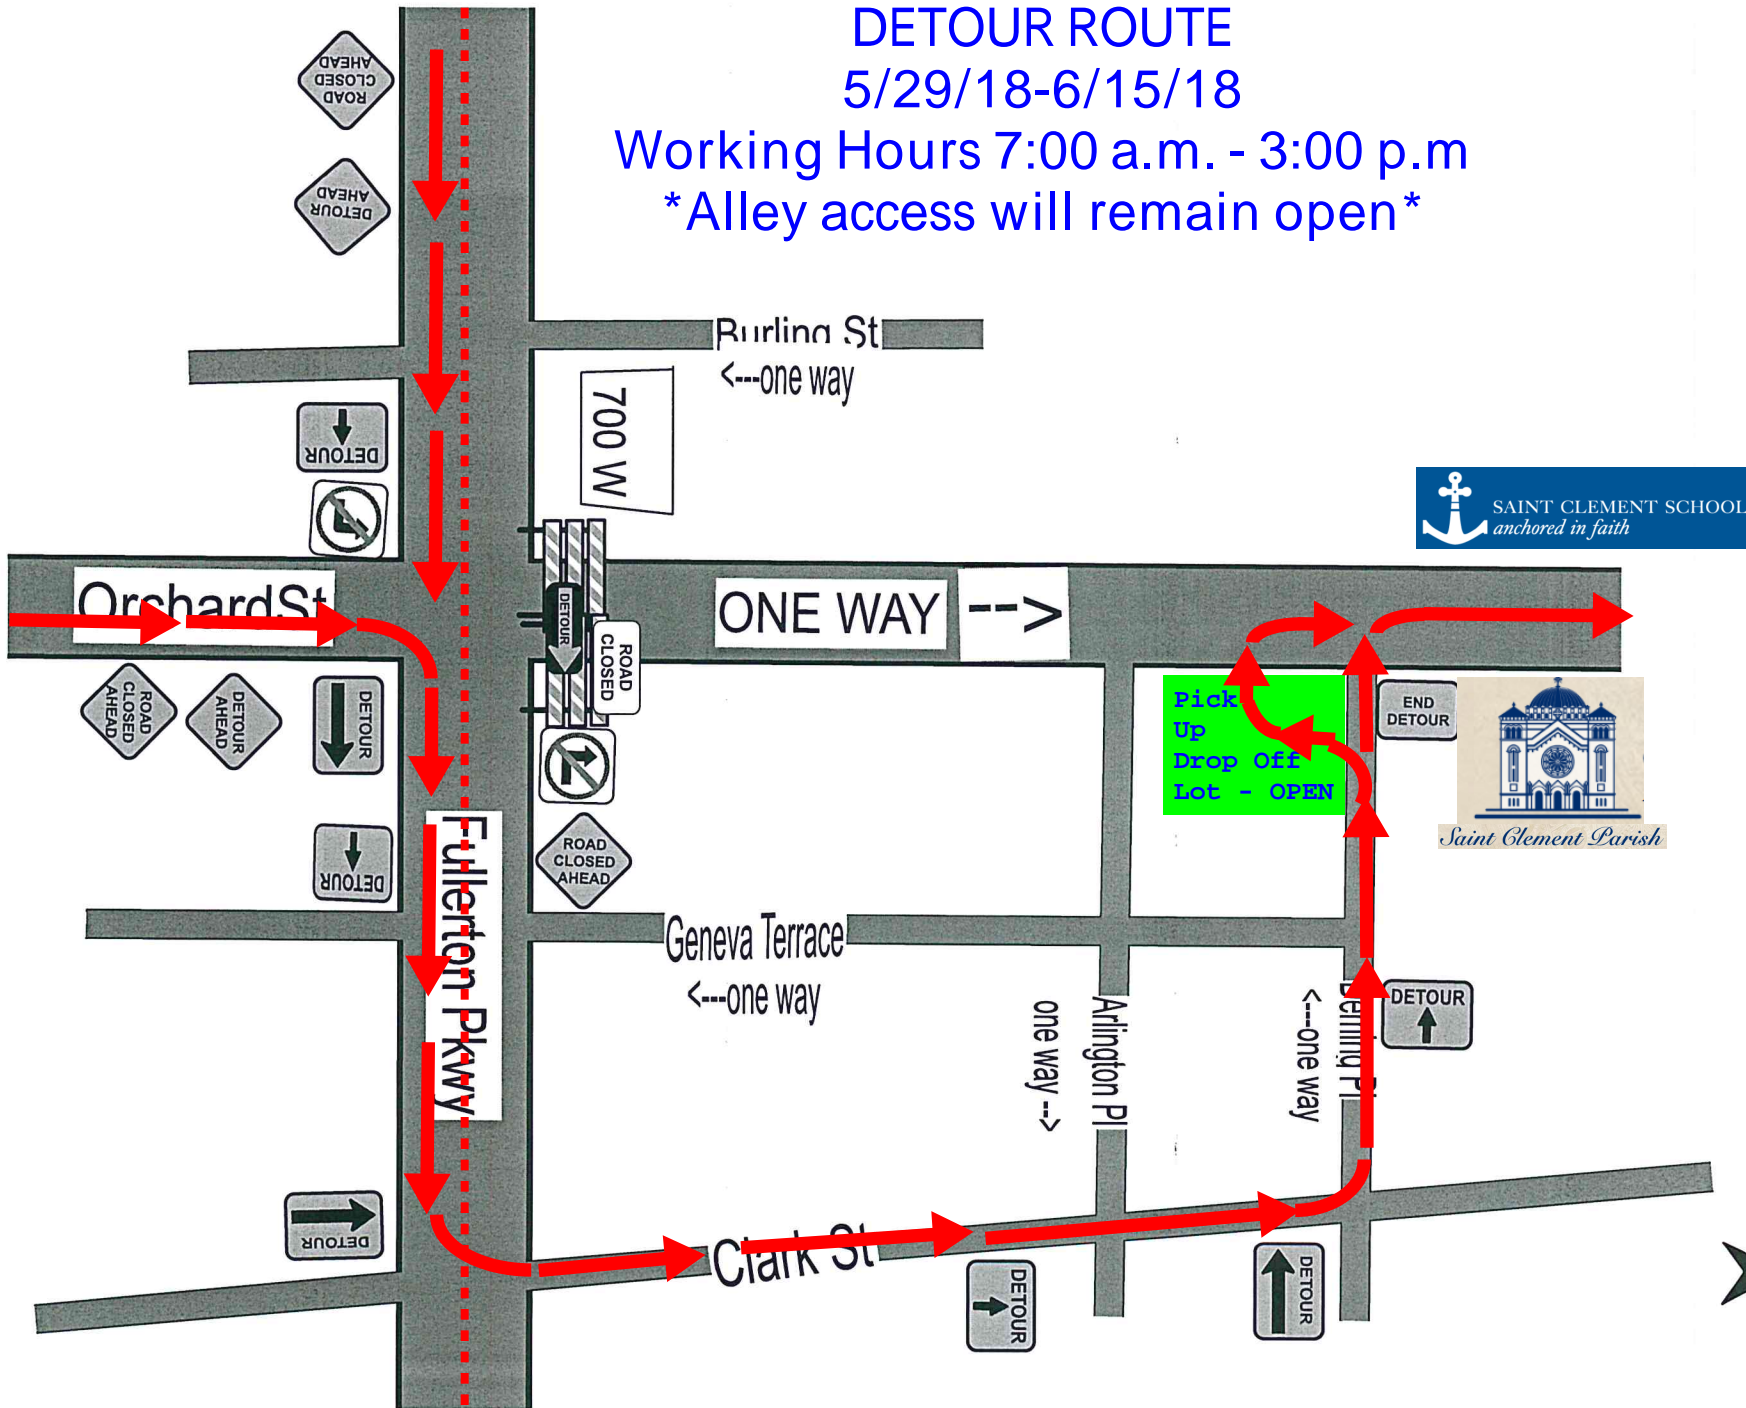 DETOUR ROUTE
5/29/18-6/15/18
Working Hours 7:00 a.m. - 3:00 p.m
*Alley access will remain open*
ROAD
CLOSED
AHEAD
DETOUR
AHEAD
Burling St
<---one way
700 W
DETOUR
SAINT CLEMENT SCHOOL
anchored in faith
Orchard St
DETOUR
ROAD
CLOSED
ONE WAY
-->
ROAD
CLOSED
AHEAD
DETOUR
AHEAD
DETOUR
Pick
Up
Drop Off
Lot - OPEN
END
DETOUR
Saint Clement Parish
DETOUR
Fullerton Pkwy
ROAD
CLOSED
AHEAD
Geneva Terrace
<---one way
Arlington Pl
one way -->
Deming Pl
<---one way
DETOUR
DETOUR
Clark St
DETOUR
DETOUR